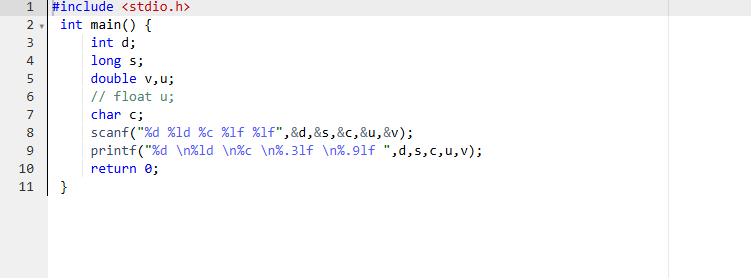 1 #include <stdio.h>
2 int main() {
3 int d;
4 long s;
5 double v,u;
6 // float u;
7 char c;
8 scanf("%d %ld %c %lf %lf",&d,&s,&c,&u,&v);
9 printf("%d \n%ld \n%c \n%.3lf \n%.9lf ",d,s,c,u,v);
10 return 0;
11 }